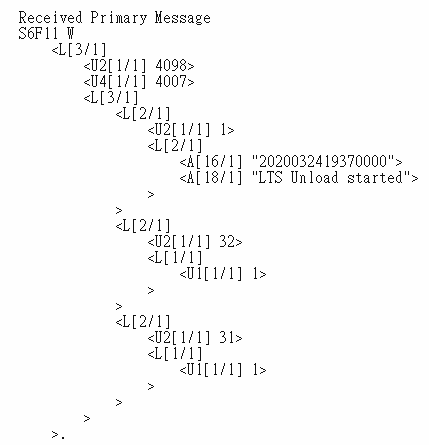 Received Primary Message
S6F11 W
<L[3/1]
<U2[1/1] 4098>
<U4[1/1] 4007>
<L[3/1]
<L[2/1]
<U2[1/1] 1>
<L[2/1]
<A[16/1] "2020032419370000">
<A[18/1] "LTS Unload started">
>
>
<L[2/1]
<U2[1/1] 32>
<L[1/1]
<U1[1/1] 1>
>
>
<L[2/1]
<U2[1/1] 31>
<L[1/1]
<U1[1/1] 1>
>
>
>
>.